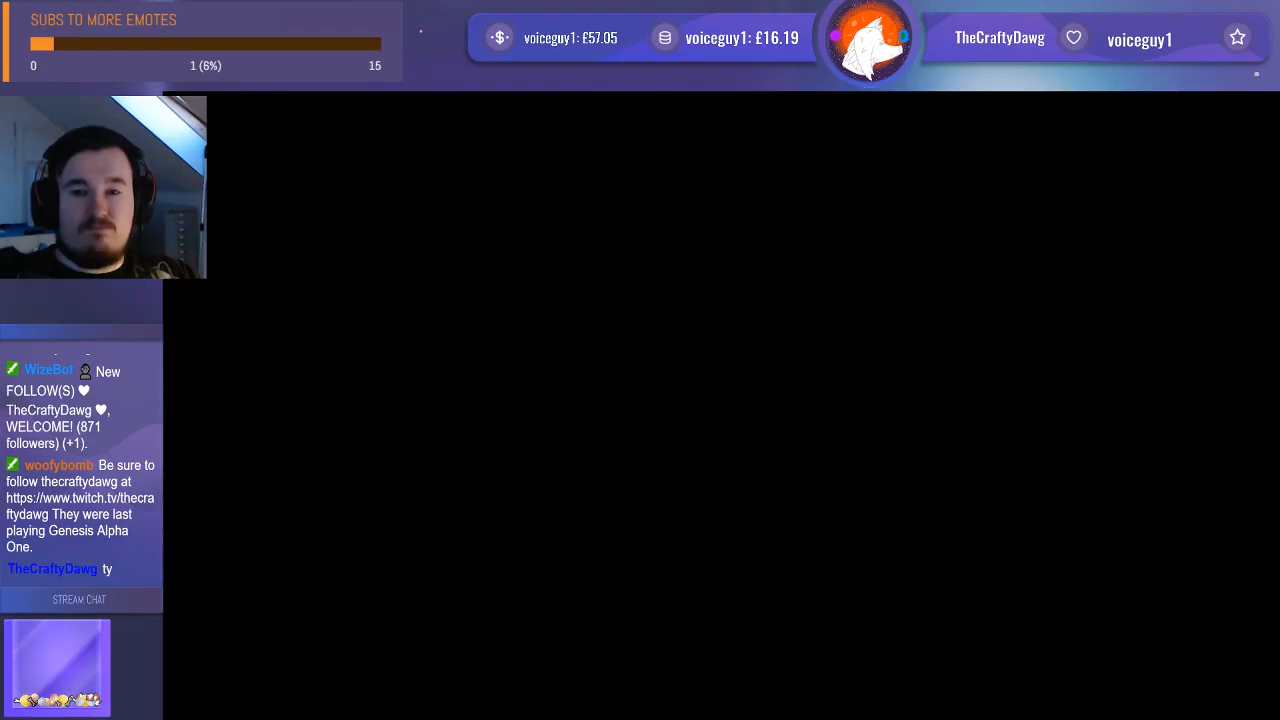 SUBS TO MORE EMOTES
0 1 (6%) 15
voiceguy1: £57.05
voiceguy1: £16.19
TheCraftyDawg
voiceguy1
WizeBot New
FOLLOW(S) ♥
TheCraftyDawg ♥,
WELCOME! (871
followers) (+1).
woofybomb Be sure to
follow thecraftydawg at
https://www.twitch.tv/thecra
ftydawg They were last
playing Genesis Alpha
One.
TheCraftyDawg ty
STREAM CHAT